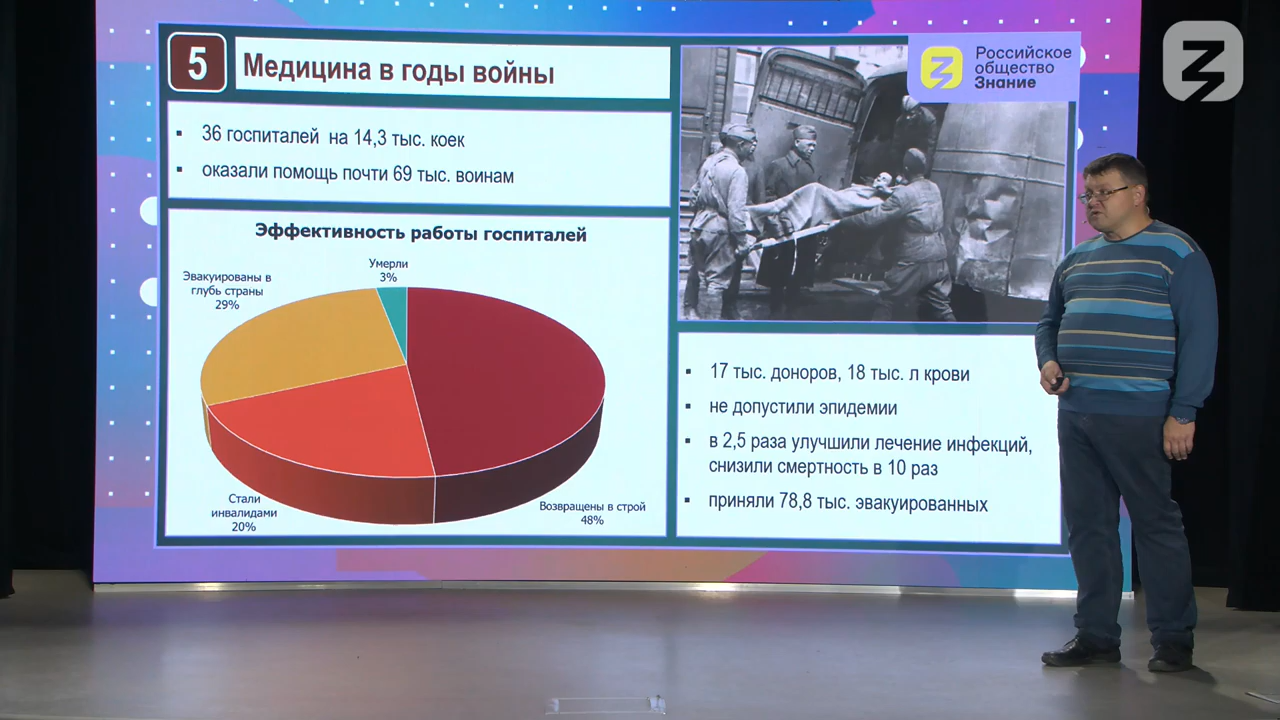 5
Медицина в годы войны
36 госпиталей на 14,3 тыс. коек
оказали помощь почти 69 тыс. воинам
Эффективность работы госпиталей
Умерли
3%
Эвакуированы в
глубь страны
29%
Стали
инвалидами
20%
Возвращены в строй
48%
Российское
общество
Знание
17 тыс. доноров, 18 тыс. л крови
не допустили эпидемии
в 2,5 раза улучшили лечение инфекций,
снизили смертность в 10 раз
приняли 78,8 тыс. эвакуированных